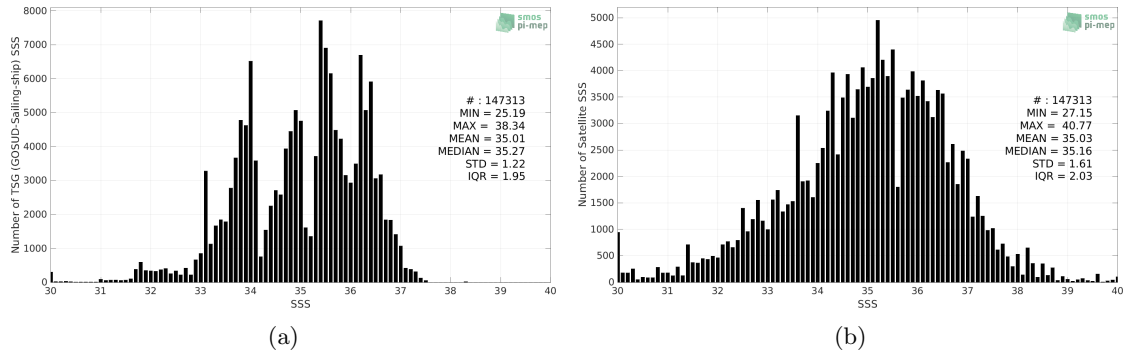 8000
7000
6000
5000
4000
3000
2000
1000
0
30 31 32 33 34 35 36 37 38 39 40
SSS
Number of TSG (GOSUD-Sailing-ship) SSS
smos
pi-mep
# : 147313
MIN = 25.19
MAX = 38.34
MEAN = 35.01
MEDIAN = 35.27
STD = 1.22
IQR = 1.95
(a)
5000
4500
4000
3500
3000
2500
2000
1500
1000
500
0
30 31 32 33 34 35 36 37 38 39 40
SSS
Number of Satellite SSS
smos
pi-mep
# : 147313
MIN = 27.15
MAX = 40.77
MEAN = 35.03
MEDIAN = 35.16
STD = 1.61
IQR = 2.03
(b)